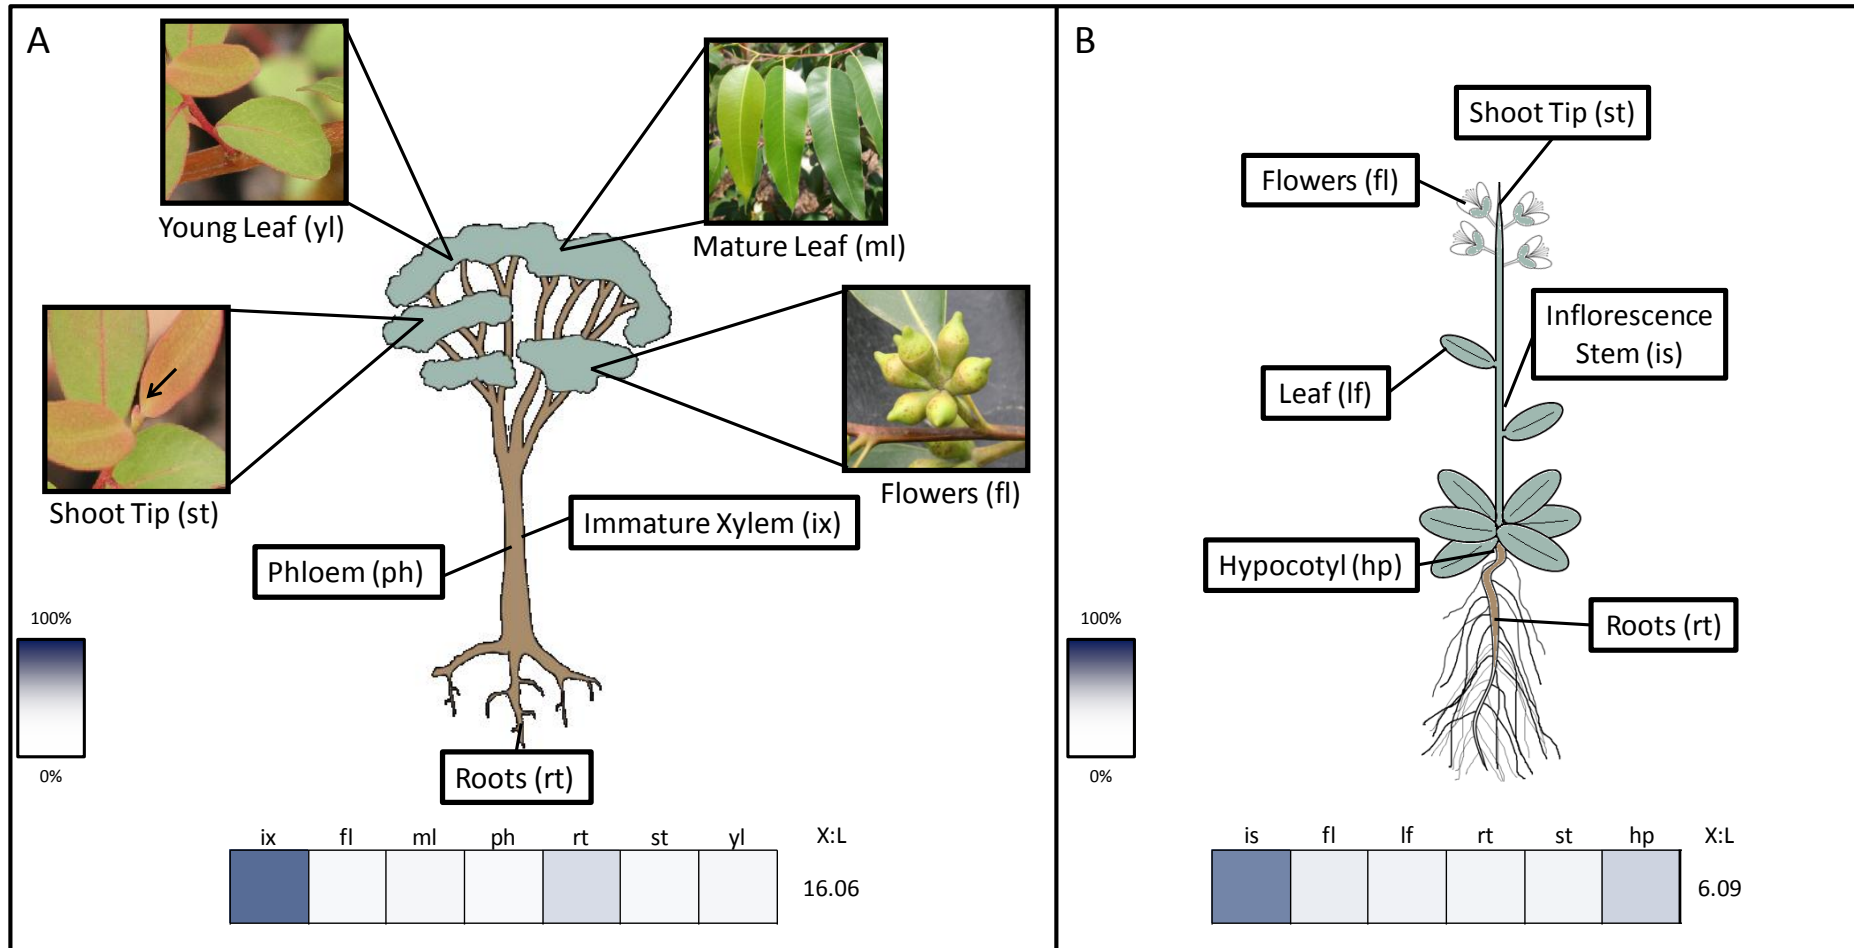 A
Young Leaf (yl)
Mature Leaf (ml)
Shoot Tip (st)
Flowers (fl)
Immature Xylem (ix)
Phloem (ph)
Roots (rt)
100%
0%
ix fl ml ph rt st yl X:L
16.06
B
Shoot Tip (st)
Flowers (fl)
Inflorescence
Stem (is)
Leaf (lf)
Hypocotyl (hp)
Roots (rt)
100%
0%
is fl lf rt st hp X:L
6.09